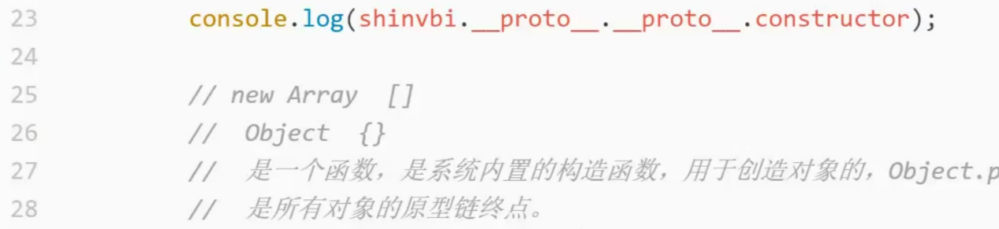 23 console.log(shinvbi.__proto__.__proto__.constructor);
24
25 // new Array  []
26 //  Object  {}
27 //  是一个函数，是系统内置的构造函数，用于创造对象的，Object.p
28 //  是所有对象的原型链终点。